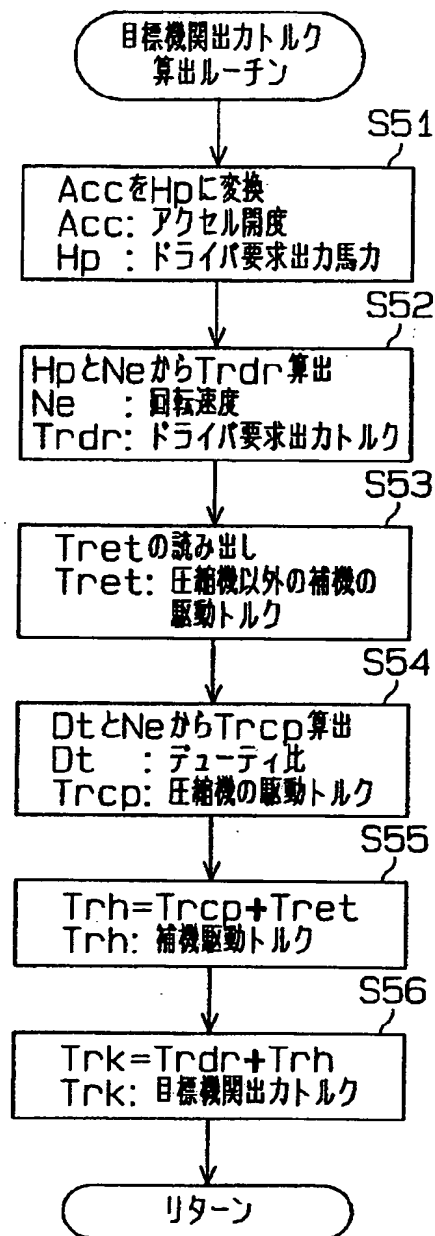 目標機関出力トルク
算出ルーチン
S51
AccをHpに変換
Acc: アクセル開度
Hp : ドライバ要求出力馬力
S52
HpとNeからTrdr算出
Ne : 回転速度
Trdr: ドライバ要求出力トルク
S53
Tretの読み出し
Tret: 圧縮機以外の補機の
駆動トルク
S54
DtとNeからTrcp算出
Dt : デューティ比
Trcp: 圧縮機の駆動トルク
S55
Trh=Trcp+Tret
Trh: 補機駆動トルク
S56
Trk=Trdr+Trh
Trk: 目標機関出力トルク
リターン